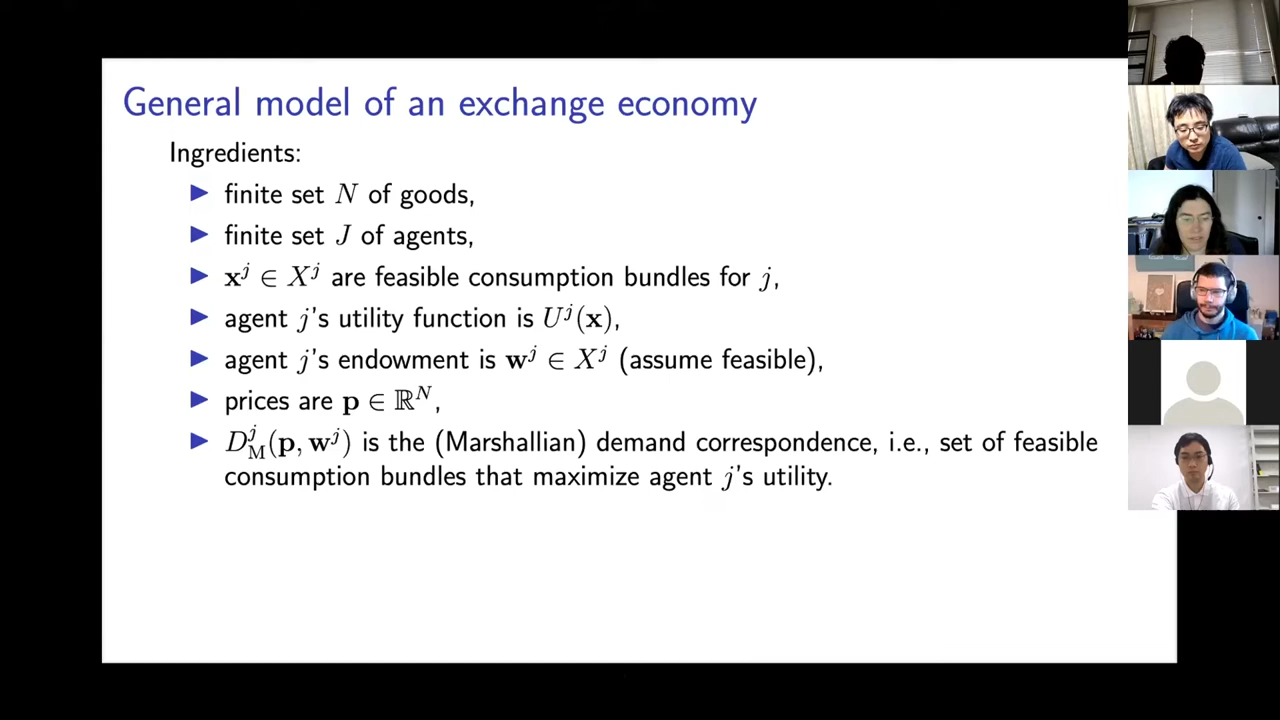 General model of an exchange economy
Ingredients:
▶ finite set N of goods,
▶ finite set J of agents,
▶ x^j ∈ X^j are feasible consumption bundles for j,
▶ agent j's utility function is U^j(x),
▶ agent j's endowment is w^j ∈ X^j (assume feasible),
▶ prices are p ∈ ℝ^N,
▶ D^j_M(p, w^j) is the (Marshallian) demand correspondence, i.e., set of feasible
consumption bundles that maximize agent j's utility.